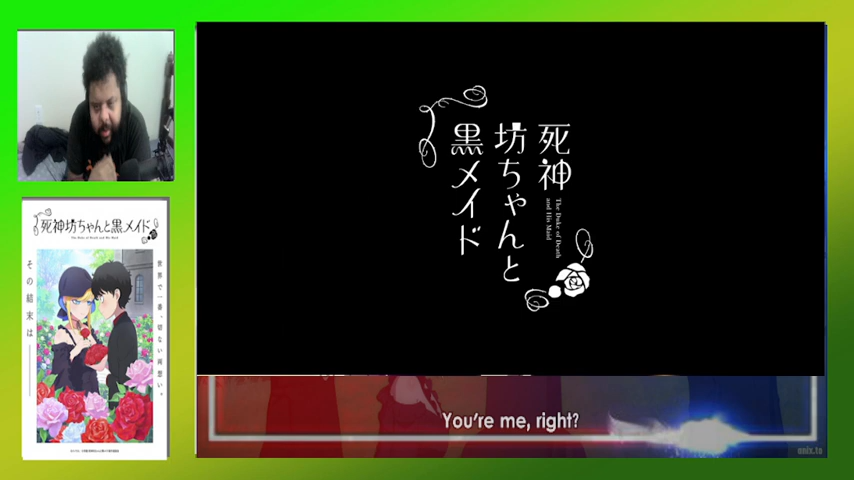 死神
坊ちゃんと
黒メイド
The Duke of Death
and His Maid
You're me, right?
anix.to
死神坊ちゃんと黒メイド
The Duke of Death and His Maid
世界で一番、切ない両想い。
その結末は